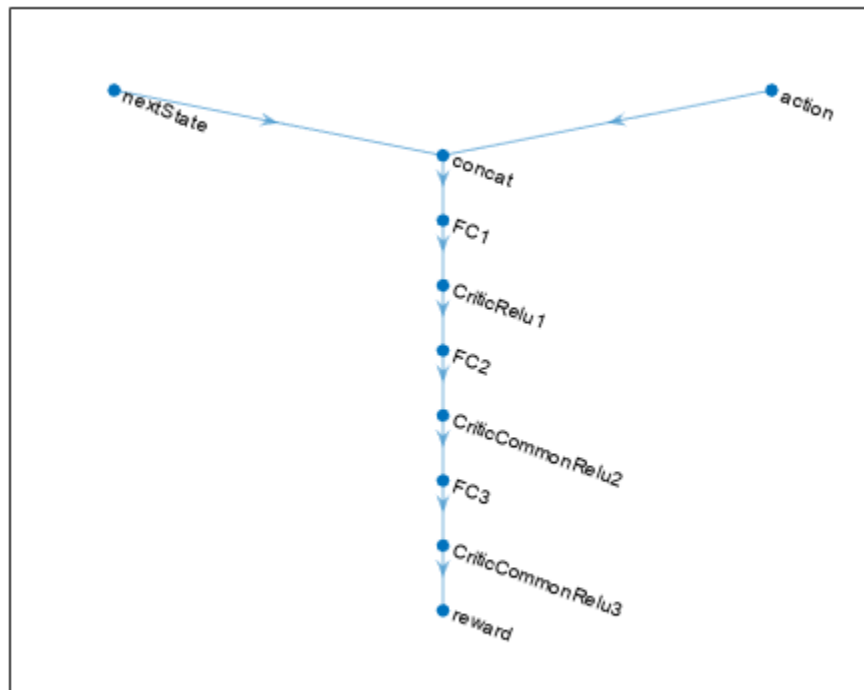 nextState
action
concat
FC1
CriticRelu1
FC2
CriticCommonRelu2
FC3
CriticCommonRelu3
reward